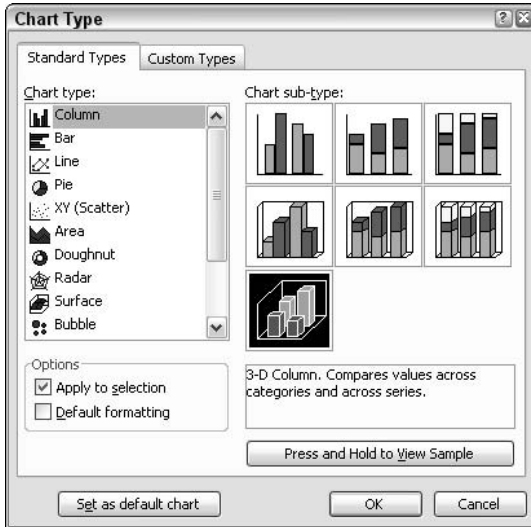 Chart Type
Standard Types
Custom Types
Chart type:
Column
Bar
Line
Pie
XY (Scatter)
Area
Doughnut
Radar
Surface
Bubble
Chart sub-type:
Options
Apply to selection
Default formatting
3-D Column. Compares values across
categories and across series.
Press and Hold to View Sample
Set as default chart
OK
Cancel